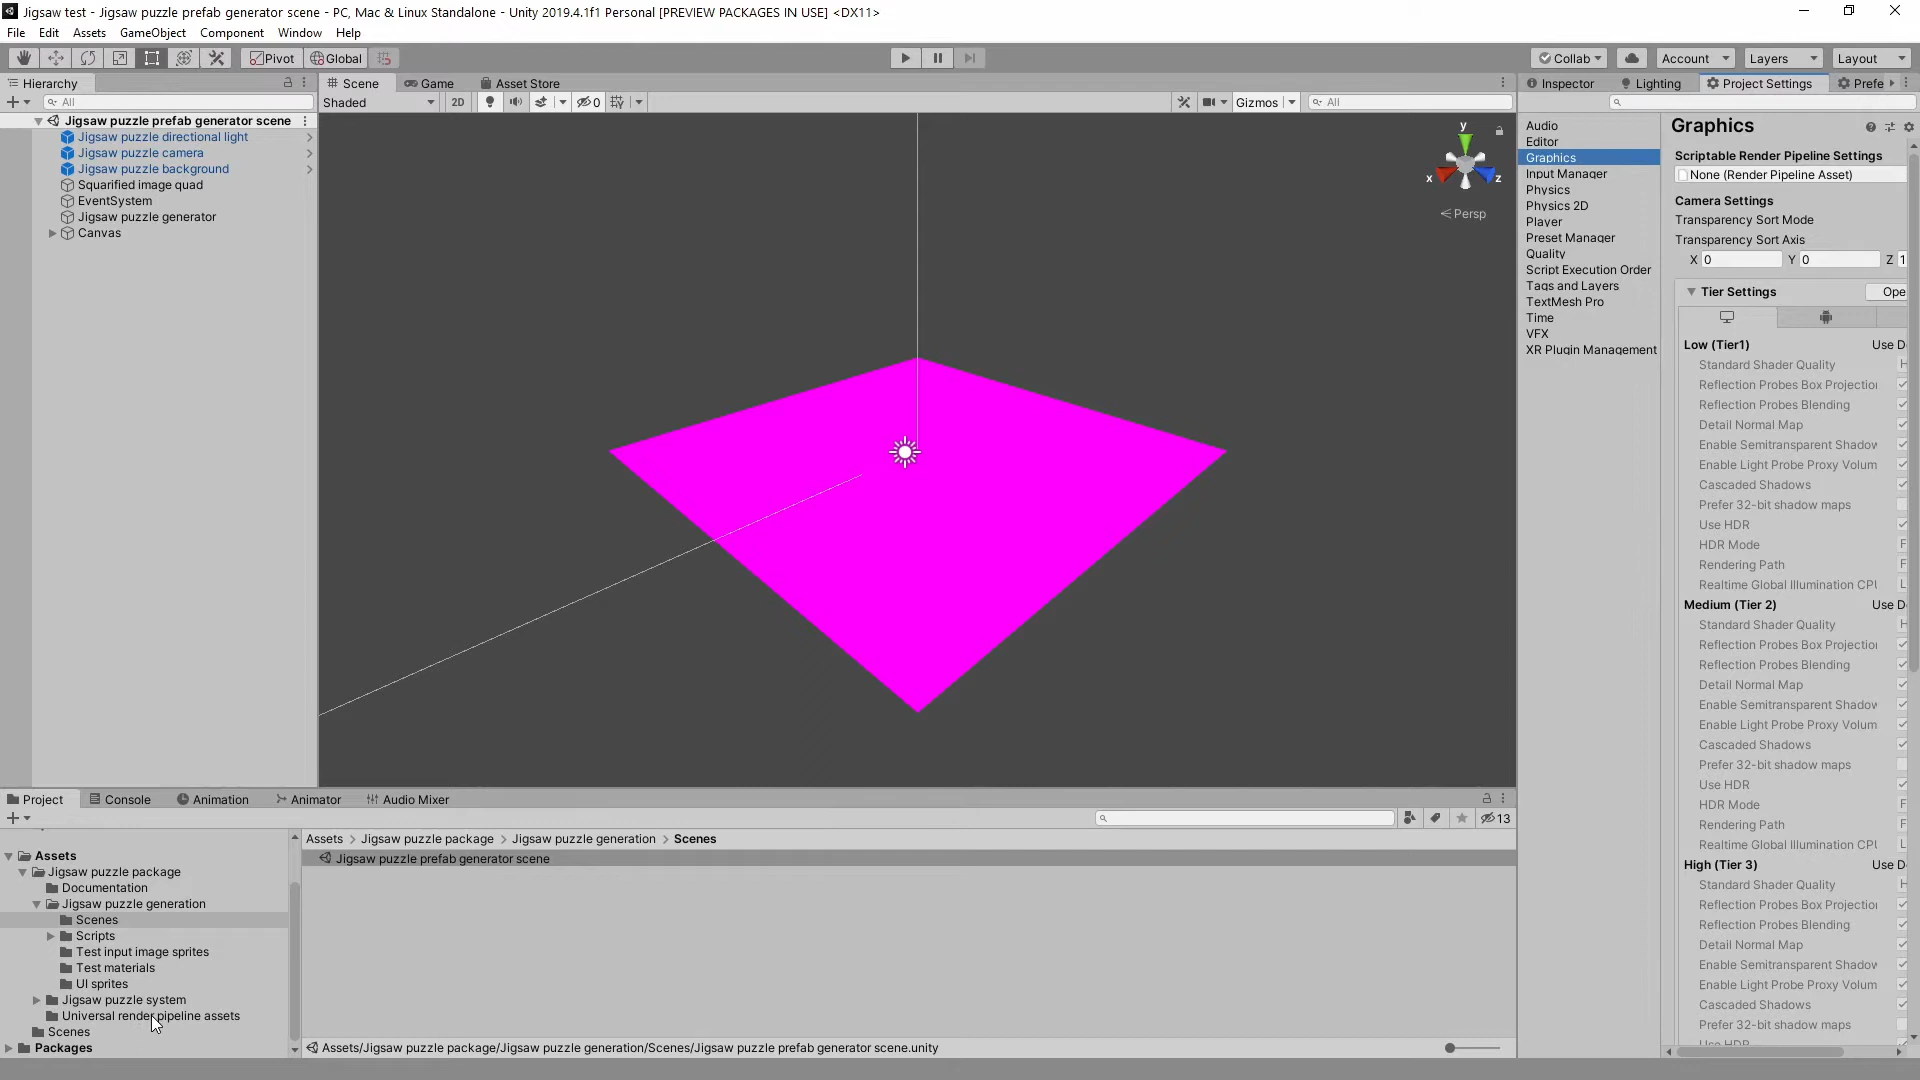 Jigsaw test - Jigsaw puzzle prefab generator scene - PC, Mac & Linux Standalone - Unity 2019.4.1f1 Personal [PREVIEW PACKAGES IN USE] <DX11>
File Edit Assets GameObject Component Window Help
Pivot Global Collab Account Layers Layout
Hierarchy
All
Jigsaw puzzle prefab generator scene
Jigsaw puzzle directional light
Jigsaw puzzle camera
Jigsaw puzzle background
Squarified image quad
EventSystem
Jigsaw puzzle generator
Canvas
Scene Game Asset Store
Shaded 2D 0 Gizmos All
y
x z
Persp
Inspector Lighting Project Settings Prefe
Audio
Editor
Graphics
Input Manager
Physics
Physics 2D
Player
Preset Manager
Quality
Script Execution Order
Tags and Layers
TextMesh Pro
Time
VFX
XR Plugin Management
Graphics
Scriptable Render Pipeline Settings
None (Render Pipeline Asset)
Camera Settings
Transparency Sort Mode
Transparency Sort Axis
X 0 Y 0 Z 1
Tier Settings Ope
Low (Tier1) Use D
Standard Shader Quality
Reflection Probes Box Projectio
Reflection Probes Blending
Detail Normal Map
Enable Semitransparent Shadow
Enable Light Probe Proxy Volum
Cascaded Shadows
Prefer 32-bit shadow maps
Use HDR
HDR Mode
Rendering Path
Realtime Global Illumination CPU
Medium (Tier 2) Use D
Standard Shader Quality
Reflection Probes Box Projectio
Reflection Probes Blending
Detail Normal Map
Enable Semitransparent Shadow
Enable Light Probe Proxy Volum
Cascaded Shadows
Prefer 32-bit shadow maps
Use HDR
HDR Mode
Rendering Path
Realtime Global Illumination CPU
High (Tier 3) Use D
Standard Shader Quality
Reflection Probes Box Projectio
Reflection Probes Blending
Detail Normal Map
Enable Semitransparent Shadow
Enable Light Probe Proxy Volum
Cascaded Shadows
Prefer 32-bit shadow maps
Use HDR
Project Console Animation Animator Audio Mixer
13
Assets
Jigsaw puzzle package
Documentation
Jigsaw puzzle generation
Scenes
Scripts
Test input image sprites
Test materials
UI sprites
Jigsaw puzzle system
Universal render pipeline assets
Scenes
Packages
Assets > Jigsaw puzzle package > Jigsaw puzzle generation > Scenes
Jigsaw puzzle prefab generator scene
Assets/Jigsaw puzzle package/Jigsaw puzzle generation/Scenes/Jigsaw puzzle prefab generator scene.unity